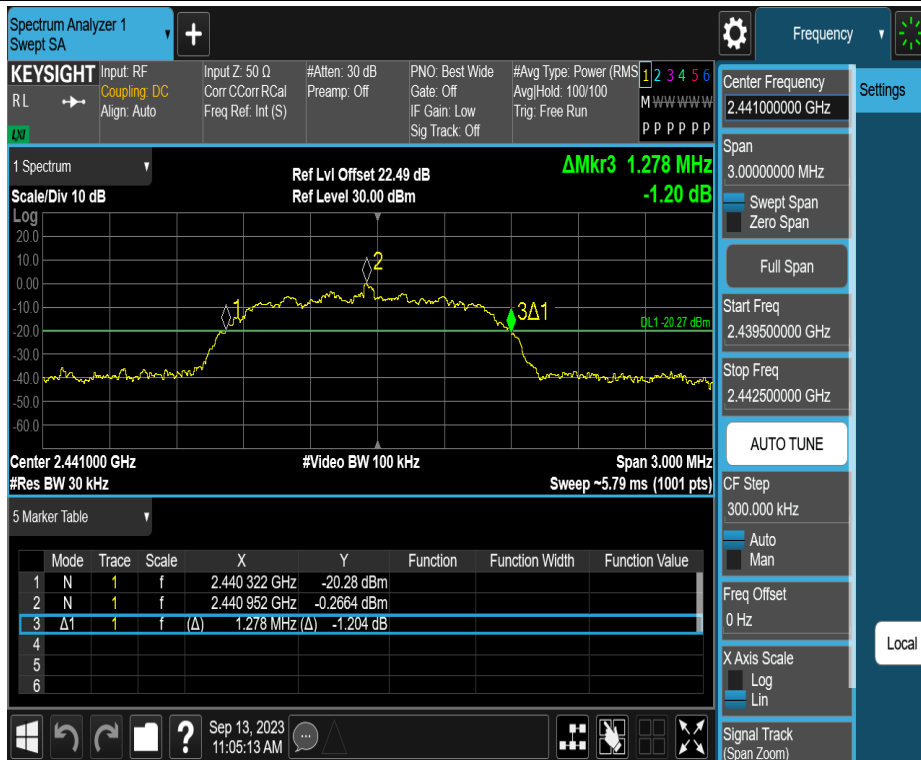 Spectrum Analyzer 1
Swept SA
Frequency
KEYSIGHT
R L
LXI
Input: RF
Coupling: DC
Align: Auto
Input Z: 50 Ω
Corr CCorr RCal
Freq Ref: Int (S)
#Atten: 30 dB
Preamp: Off
PNO: Best Wide
Gate: Off
IF Gain: Low
Sig Track: Off
#Avg Type: Power (RMS
Avg|Hold: 100/100
Trig: Free Run
1 2 3 4 5 6
M W W W W W
P P P P P P
1 Spectrum
Scale/Div 10 dB
Ref Lvl Offset 22.49 dB
Ref Level 30.00 dBm
ΔMkr3 1.278 MHz
-1.20 dB
Log
20.0
10.0
0.00
-10.0
-20.0
-30.0
-40.0
-50.0
-60.0
1
2
3Δ1
DL1 -20.27 dBm
Center 2.441000 GHz
#Video BW 100 kHz
Span 3.000 MHz
#Res BW 30 kHz
Sweep ~5.79 ms (1001 pts)
5 Marker Table
Mode Trace Scale X Y Function Function Width Function Value
1 N 1 f 2.440 322 GHz -20.28 dBm
2 N 1 f 2.440 952 GHz -0.2664 dBm
3 Δ1 1 f (Δ) 1.278 MHz (Δ) -1.204 dB
4
5
6
Center Frequency
2.441000000 GHz
Span
3.00000000 MHz
Swept Span
Zero Span
Full Span
Start Freq
2.439500000 GHz
Stop Freq
2.442500000 GHz
AUTO TUNE
CF Step
300.000 kHz
Auto
Man
Freq Offset
0 Hz
X Axis Scale
Log
Lin
Signal Track
(Span Zoom)
Settings
Local
?
Sep 13, 2023
11:05:13 AM